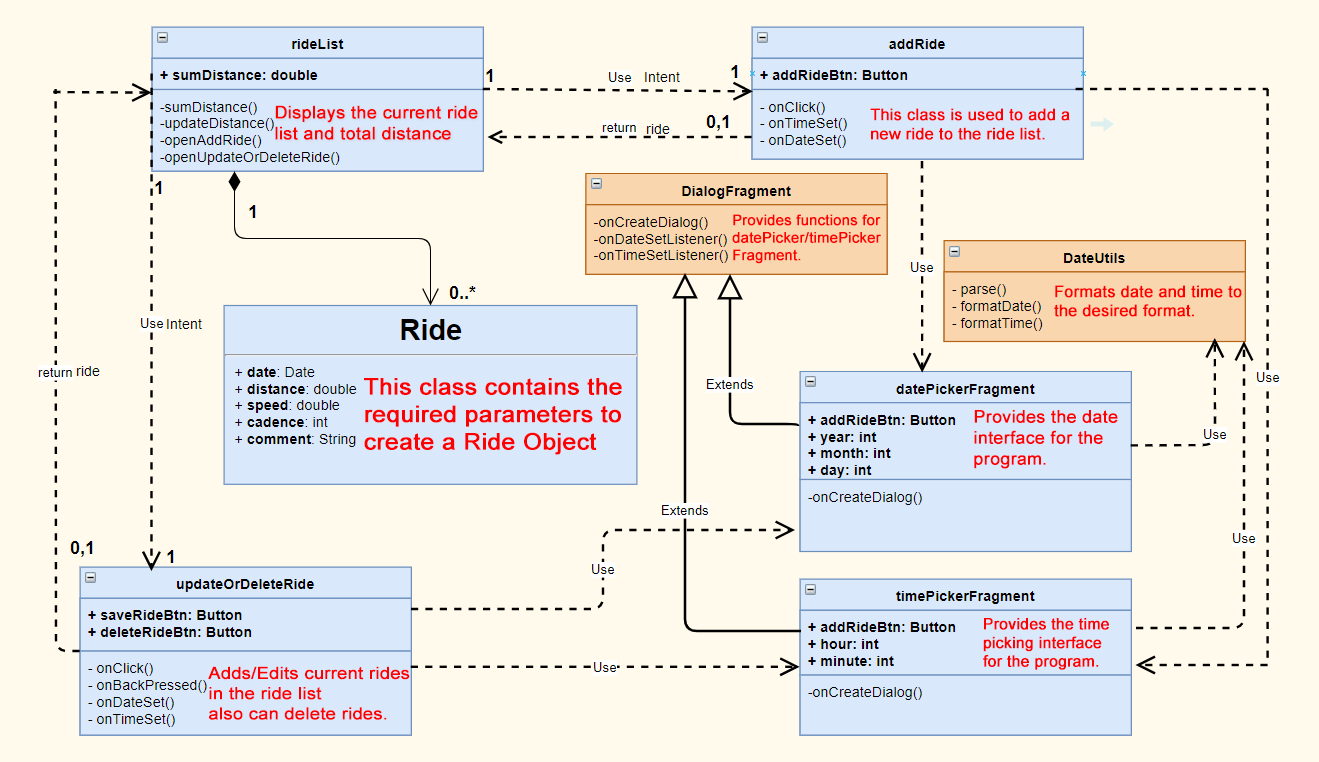 rideList
+ sumDistance: double
-sumDistance()
-updateDistance()
-openAddRide()
-openUpdateOrDeleteRide()
Displays the current ride
list and total distance
1
Use Intent
1
return ride
0,1
addRide
+ addRideBtn: Button
- onClick()
- onTimeSet()
- onDateSet()
This class is used to add a
new ride to the ride list.
1
1
DialogFragment
-onCreateDialog()
-onDateSetListener()
-onTimeSetListener()
Provides functions for
datePicker/timePicker
Fragment.
Use
DateUtils
- parse()
- formatDate()
- formatTime()
Formats date and time to
the desired format.
0..*
Use Intent
return ride
Ride
+ date: Date
+ distance: double
+ speed: double
+ cadence: int
+ comment: String
This class contains the
required parameters to
create a Ride Object
Extends
Use
datePickerFragment
+ addRideBtn: Button
+ year: int
+ month: int
+ day: int
-onCreateDialog()
Provides the date
interface for the
program.
Use
Extends
Use
0,1
1
Use
updateOrDeleteRide
+ saveRideBtn: Button
+ deleteRideBtn: Button
- onClick()
- onBackPressed()
- onDateSet()
- onTimeSet()
Adds/Edits current rides
in the ride list
also can delete rides.
Use
timePickerFragment
+ addRideBtn: Button
+ hour: int
+ minute: int
-onCreateDialog()
Provides the time
picking interface
for the program.